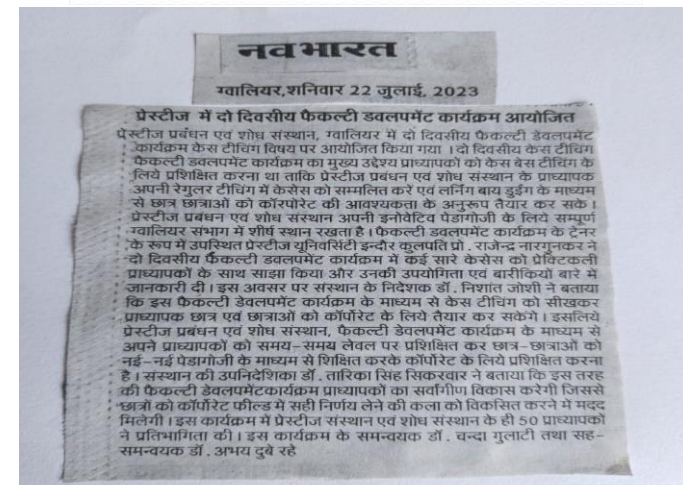 नवभारत
ग्वालियर,शनिवार 22 जुलाई, 2023
प्रेस्टीज में दो दिवसीय फैकल्टी डवलपमेंट कार्यक्रम आयोजित
प्रेस्टीज प्रबंधन एवं शोध संस्थान, ग्वालियर में दो दिवसीय फैकल्टी डेवलपमेंट
कार्यक्रम केस टीचिंग विषय पर आयोजित किया गया । दो दिवसीय केस टीचिंग
फैकल्टी डवलपमेंट कार्यक्रम का मुख्य उद्देश्य प्राध्यापकों को केस बेस टीचिंग के
लिये प्रशिक्षित करना था ताकि प्रेस्टीज प्रबंधन एवं शोध संस्थान के प्राध्यापक
अपनी रेगुलर टीचिंग में केसेस को सम्मलित करें एवं लर्निंग बाय डुईंग के माध्यम
से छात्र छात्राओं को कॉरपोरेट की आवश्यकता के अनुरूप तैयार कर सके ।
प्रेस्टीज प्रबंधन एवं शोध संस्थान अपनी इनोवेटिव पेडागोजी के लिये सम्पूर्ण
ग्वालियर संभाग में शीर्ष स्थान रखता है । फैकल्टी डेवलपमेंट कार्यक्रम के ट्रेनर
के रूप में उपस्थित प्रेस्टीज यूनिवर्सिटी इन्दौर कुलपति प्रो . राजेन्द्र नारगुनकर ने
दो दिवसीय फैकल्टी डवलपमेंट कार्यक्रम में कई सारे केसेस को प्रेक्टिकली
प्राध्यापकों के साथ साझा किया और उनकी उपयोगिता एवं बारीकियों बारे में
जानकारी दी । इस अवसर पर संस्थान के निदेशक डॉ . निशांत जोशी ने बताया
कि इस फैकल्टी डेवलपमेंट कार्यक्रम के माध्यम से केस टीचिंग को सीखकर
प्राध्यापक छात्र एवं छात्राओं को कॉर्पोरेट के लिये तैयार कर सकेंगे । इसलिये
प्रेस्टीज प्रबंधन एवं शोध संस्थान, फैकल्टी डेवलपमेंट कार्यक्रम के माध्यम से
अपने प्राध्यापकों को समय-समय लेवल पर प्रशिक्षित कर छात्र-छात्राओं को
नई-नई पेडागोजी के माध्यम से शिक्षित करके कॉर्पोरेट के लिये प्रशिक्षित करना
है । संस्थान की उपनिदेशिका डॉ . तारिका सिंह सिकरवार ने बताया कि इस तरह
की फैकल्टी डेवलपमेंटकार्यक्रम प्राध्यापकों का सर्वांगीण विकास करेगी जिससे
छात्रों को कॉर्पोरेट फील्ड में सही निर्णय लेने की कला को विकसित करने में मदद
मिलेगी । इस कार्यक्रम में प्रेस्टीज संस्थान एवं शोध संस्थान के ही 50 प्राध्यापकों
ने प्रतिभागिता की । इस कार्यक्रम के समन्वयक डॉ . चन्दा गुलाटी तथा सह-
समन्वयक डॉ . अभय दुबे रहे